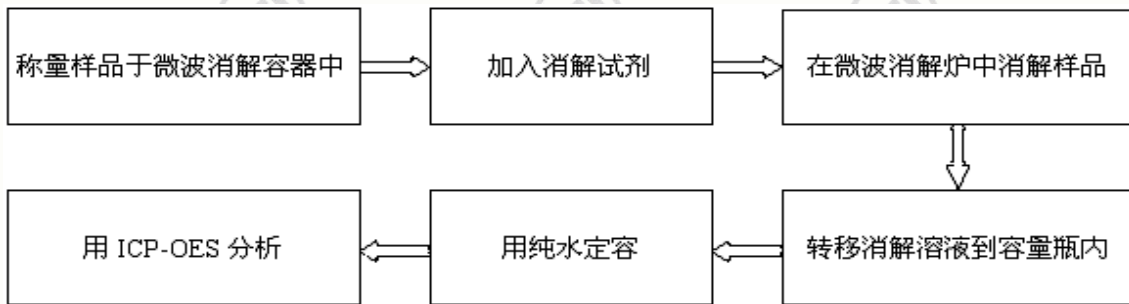 称量样品于微波消解容器中
加入消解试剂
在微波消解炉中消解样品
转移消解溶液到容量瓶内
用纯水定容
用 ICP-OES 分析